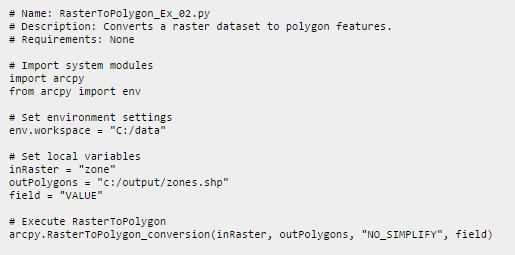 # Name: RasterToPolygon_Ex_02.py
# Description: Converts a raster dataset to polygon features.
# Requirements: None
# Import system modules
import arcpy
from arcpy import env
# Set environment settings
env.workspace = "C:/data"
# Set local variables
inRaster = "zone"
outPolygons = "c:/output/zones.shp"
field = "VALUE"
# Execute RasterToPolygon
arcpy.RasterToPolygon_conversion(inRaster, outPolygons, "NO_SIMPLIFY", field)